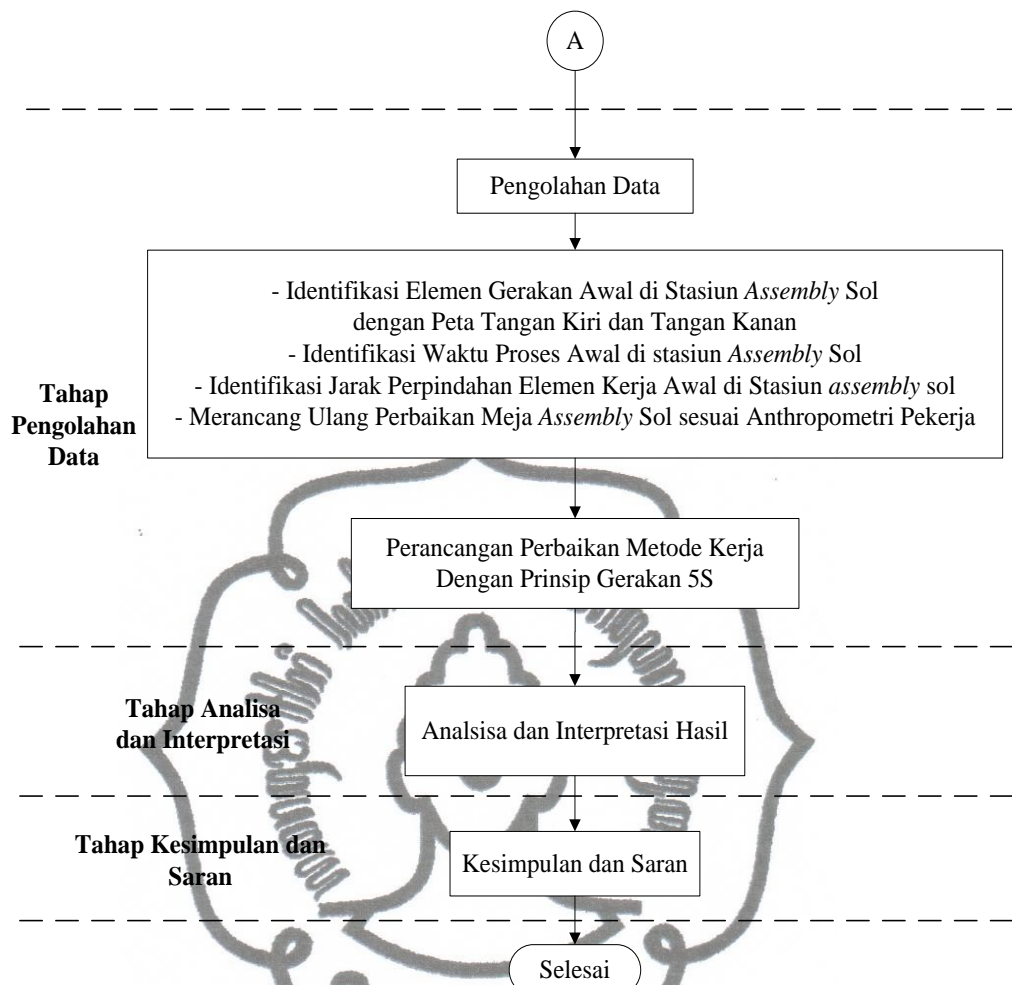 A
Pengolahan Data
- Identifikasi Elemen Gerakan Awal di Stasiun Assembly Sol
dengan Peta Tangan Kiri dan Tangan Kanan
- Identifikasi Waktu Proses Awal di stasiun Assembly Sol
- Identifikasi Jarak Perpindahan Elemen Kerja Awal di Stasiun assembly sol
- Merancang Ulang Perbaikan Meja Assembly Sol sesuai Anthropometri Pekerja
Tahap
Pengolahan
Data
Perancangan Perbaikan Metode Kerja
Dengan Prinsip Gerakan 5S
Tahap Analisa
dan Interpretasi
Analsisa dan Interpretasi Hasil
Tahap Kesimpulan dan
Saran
Kesimpulan dan Saran
Selesai